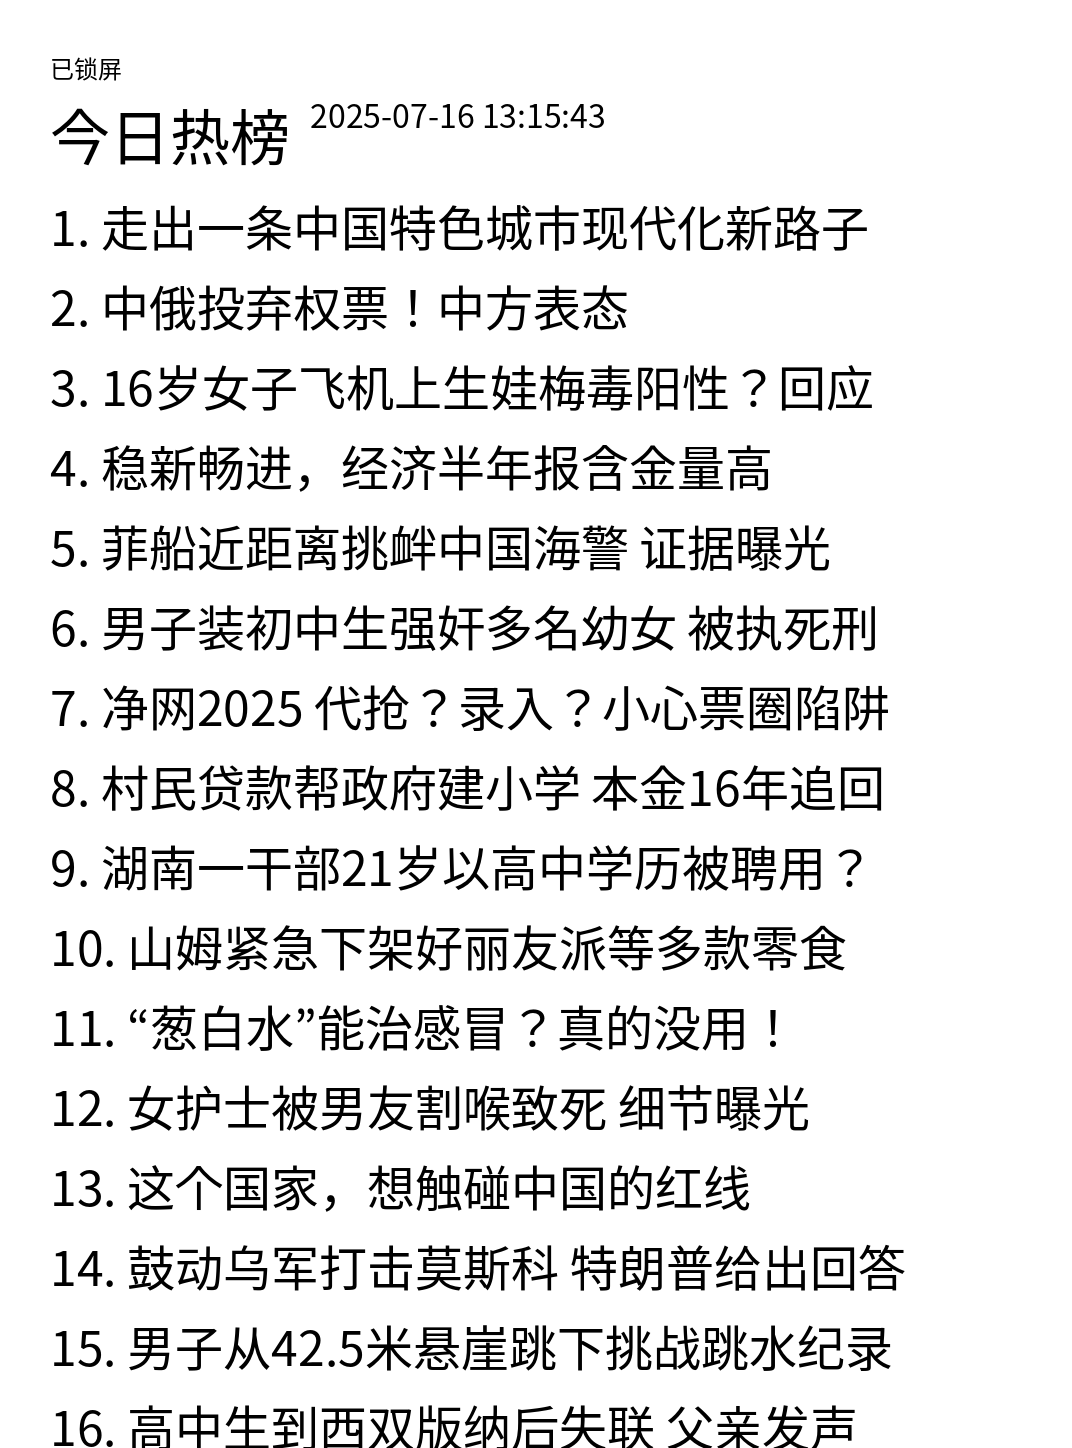 已锁屏
今日热榜 2025-07-16 13:15:43
1. 走出一条中国特色城市现代化新路子
2. 中俄投弃权票！中方表态
3. 16岁女子飞机上生娃梅毒阳性？回应
4. 稳新畅进，经济半年报含金量高
5. 菲船近距离挑衅中国海警 证据曝光
6. 男子装初中生强奸多名幼女 被执死刑
7. 净网2025 代抢？录入？小心票圈陷阱
8. 村民贷款帮政府建小学 本金16年追回
9. 湖南一干部21岁以高中学历被聘用？
10. 山姆紧急下架好丽友派等多款零食
11. “葱白水”能治感冒？真的没用！
12. 女护士被男友割喉致死 细节曝光
13. 这个国家，想触碰中国的红线
14. 鼓动乌军打击莫斯科 特朗普给出回答
15. 男子从42.5米悬崖跳下挑战跳水纪录
16. 高中生到西双版纳后失联 父亲发声